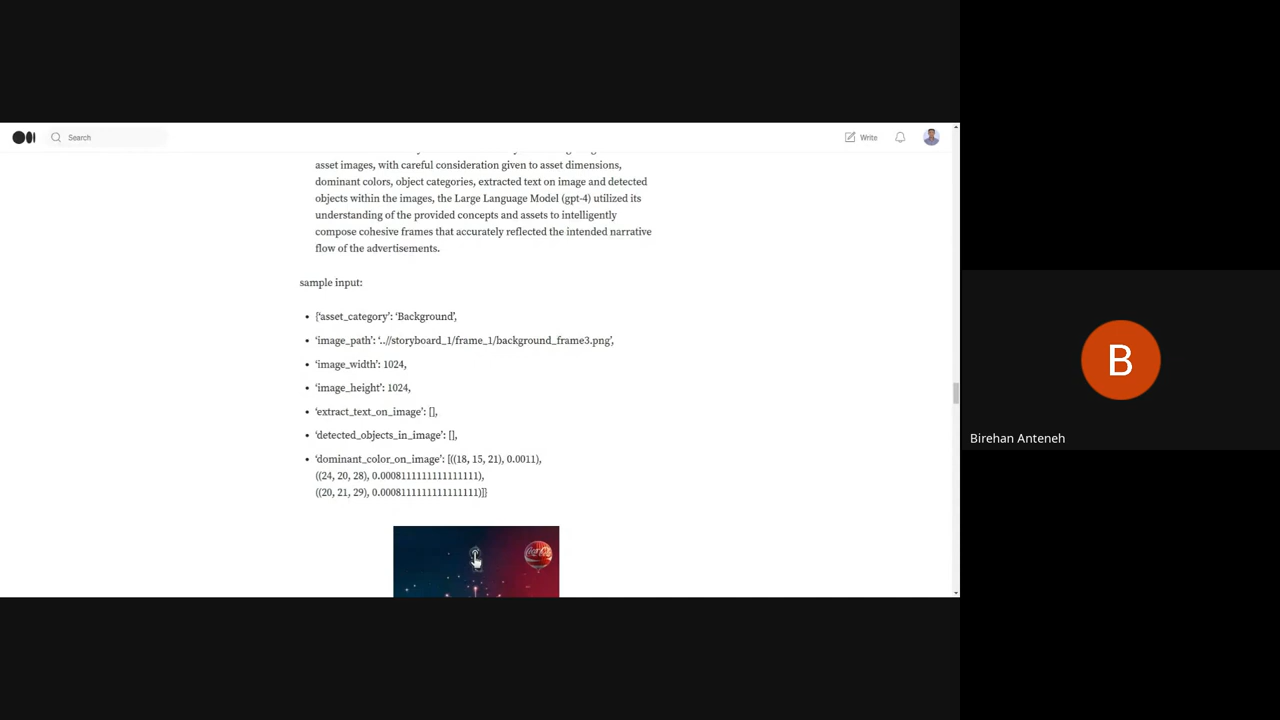 Search
Write
asset images, with careful consideration given to asset dimensions,
dominant colors, object categories, extracted text on image and detected
objects within the images, the Large Language Model (gpt-4) utilized its
understanding of the provided concepts and assets to intelligently
compose cohesive frames that accurately reflected the intended narrative
flow of the advertisements.
sample input:
• {‘asset_category’: ‘Background’,
• ‘image_path’: ‘..//storyboard_1/frame_1/background_frame3.png’,
• ‘image_width’: 1024,
• ‘image_height’: 1024,
• ‘extract_text_on_image’: [],
• ‘detected_objects_in_image’: [],
• ‘dominant_color_on_image’: [((18, 15, 21), 0.0011),
((24, 20, 28), 0.0008111111111111111),
((20, 21, 29), 0.0008111111111111111)]}
B
Birehan Anteneh